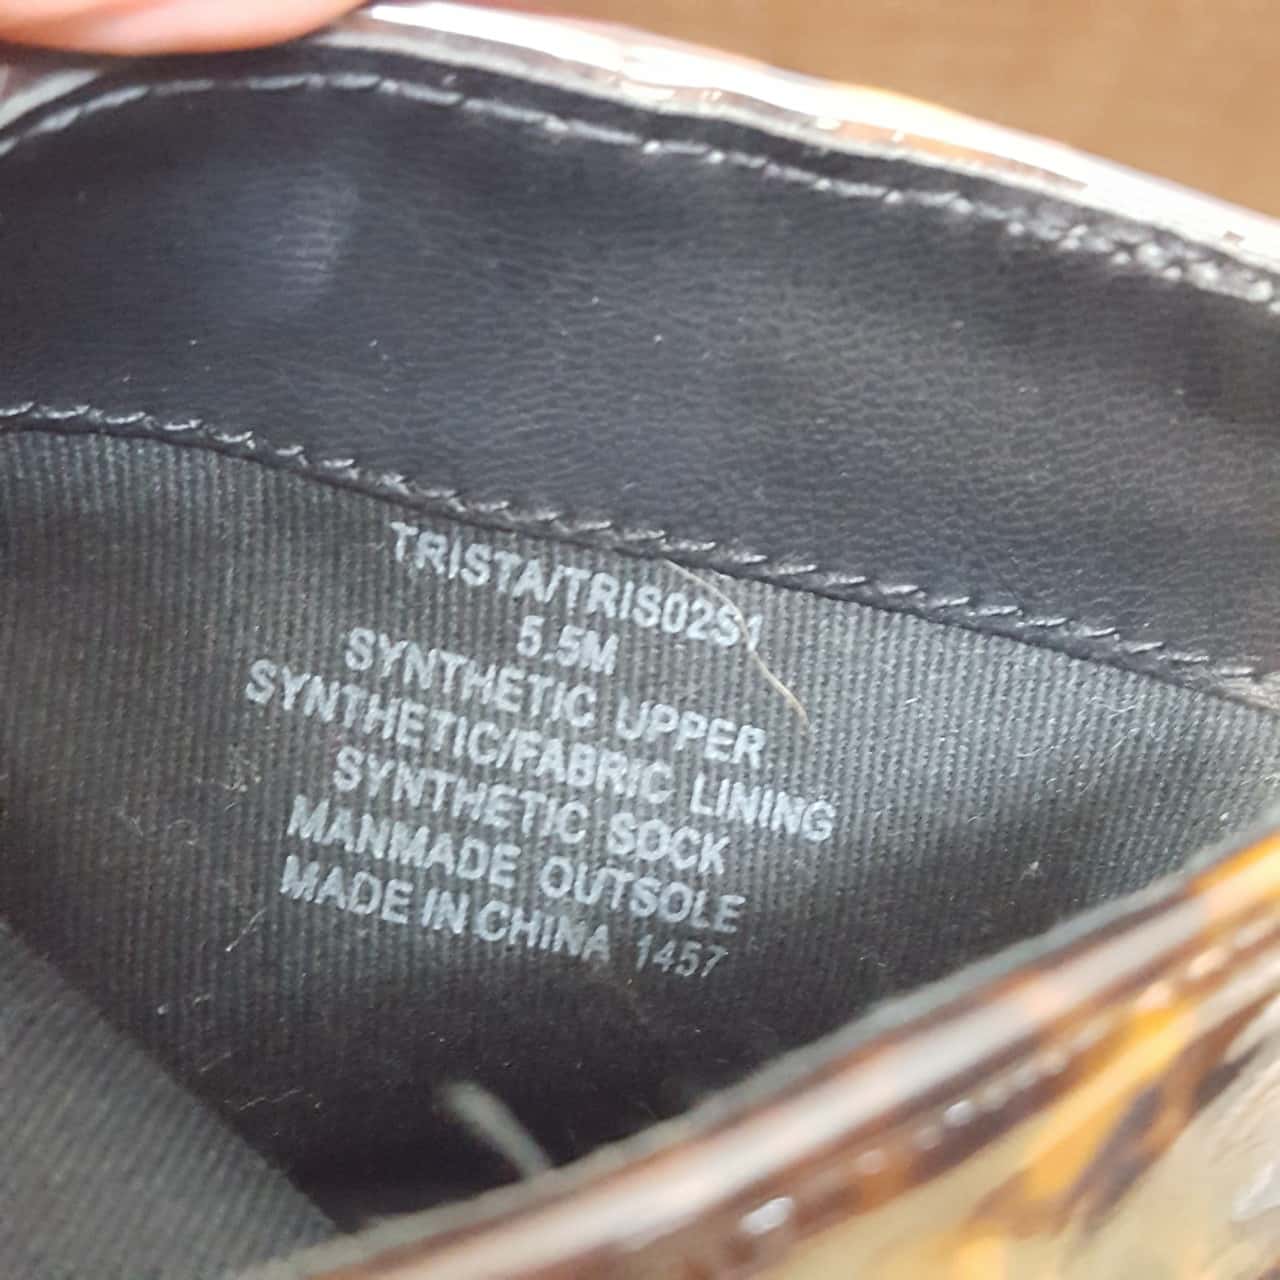 TRISTA/TRIS02S1
5.5M
SYNTHETIC UPPER
SYNTHETIC/FABRIC LINING
SYNTHETIC SOCK
MANMADE OUTSOLE
MADE IN CHINA 1457